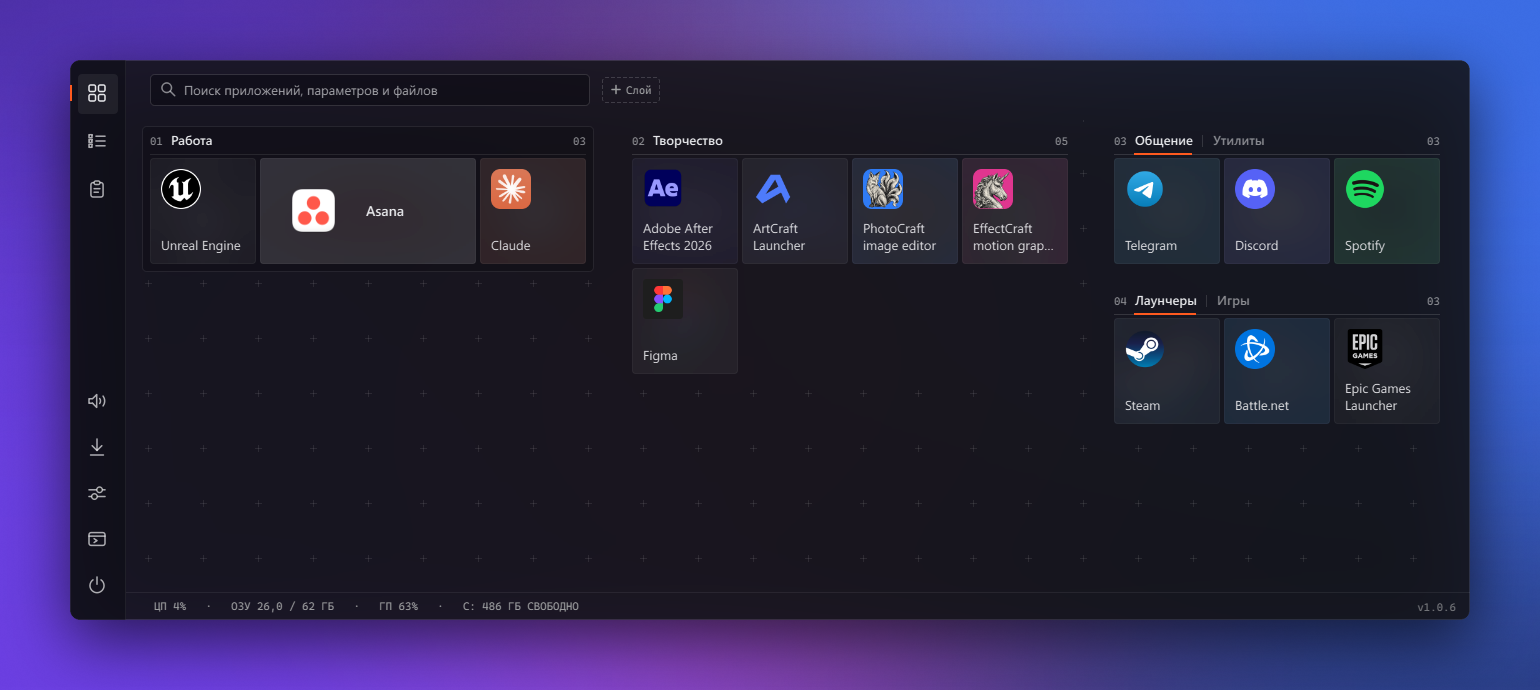 Поиск приложений, параметров и файлов
+ Слой
01 Работа 03
Unreal Engine
Asana
Claude
02 Творчество 05
Ae
Adobe After
Effects 2026
ArtCraft
Launcher
PhotoCraft
image editor
EffectCraft
motion grap...
Figma
03 Общение | Утилиты 03
Telegram
Discord
Spotify
04 Лаунчеры | Игры 03
Steam
Battle.net
EPIC
GAMES
Epic Games
Launcher
ЦП 4% · ОЗУ 26,0 / 62 ГБ · ГП 63% · C: 486 ГБ СВОБОДНО
v1.0.6